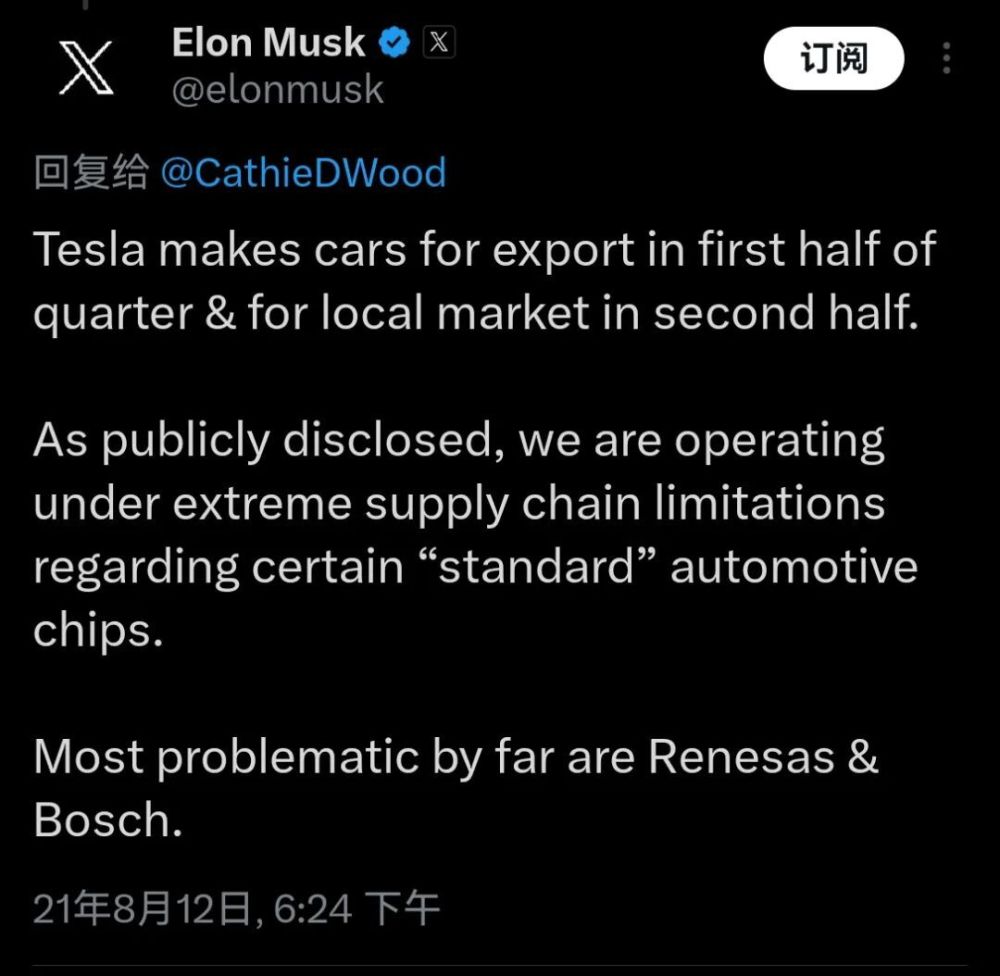 Elon Musk
@elonmusk
订阅
回复给 @CathieDWood
Tesla makes cars for export in first half of
quarter & for local market in second half.
As publicly disclosed, we are operating
under extreme supply chain limitations
regarding certain “standard” automotive
chips.
Most problematic by far are Renesas &
Bosch.
21年8月12日, 6:24 下午